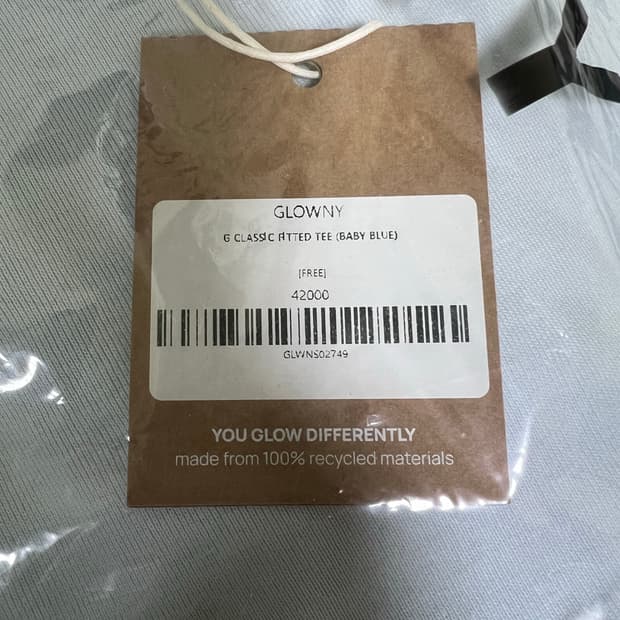 GLOWNY
G CLASSIC FITTED TEE (BABY BLUE)
[FREE]
42000
GLWNS02749
YOU GLOW DIFFERENTLY
made from 100% recycled materials